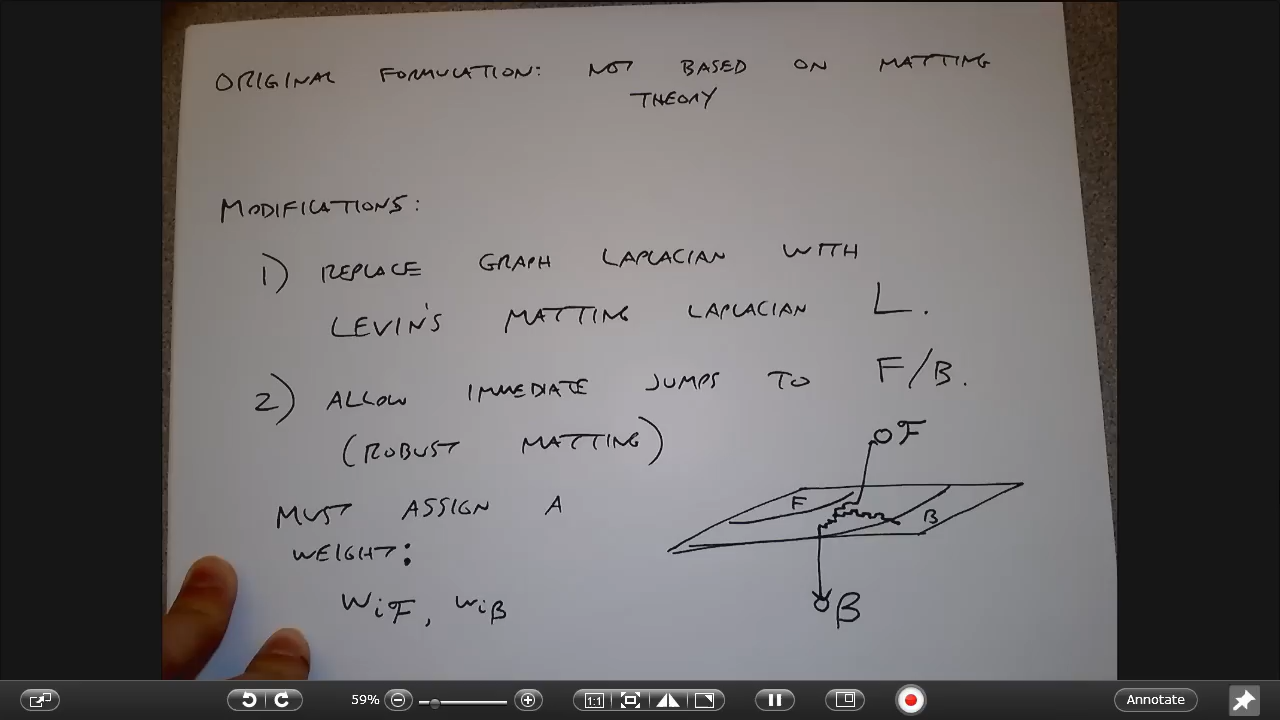 ORIGINAL FORMULATION: NOT BASED ON MATTING
THEORY
MODIFICATIONS:
1) REPLACE GRAPH LAPLACIAN WITH
LEVIN'S MATTING LAPLACIAN L.
2) ALLOW IMMEDIATE JUMPS TO F/B.
(ROBUST MATTING)
F
MUST ASSIGN A
F
B
WEIGHT:
WiF, WiB
B
59%
1:1
Annotate